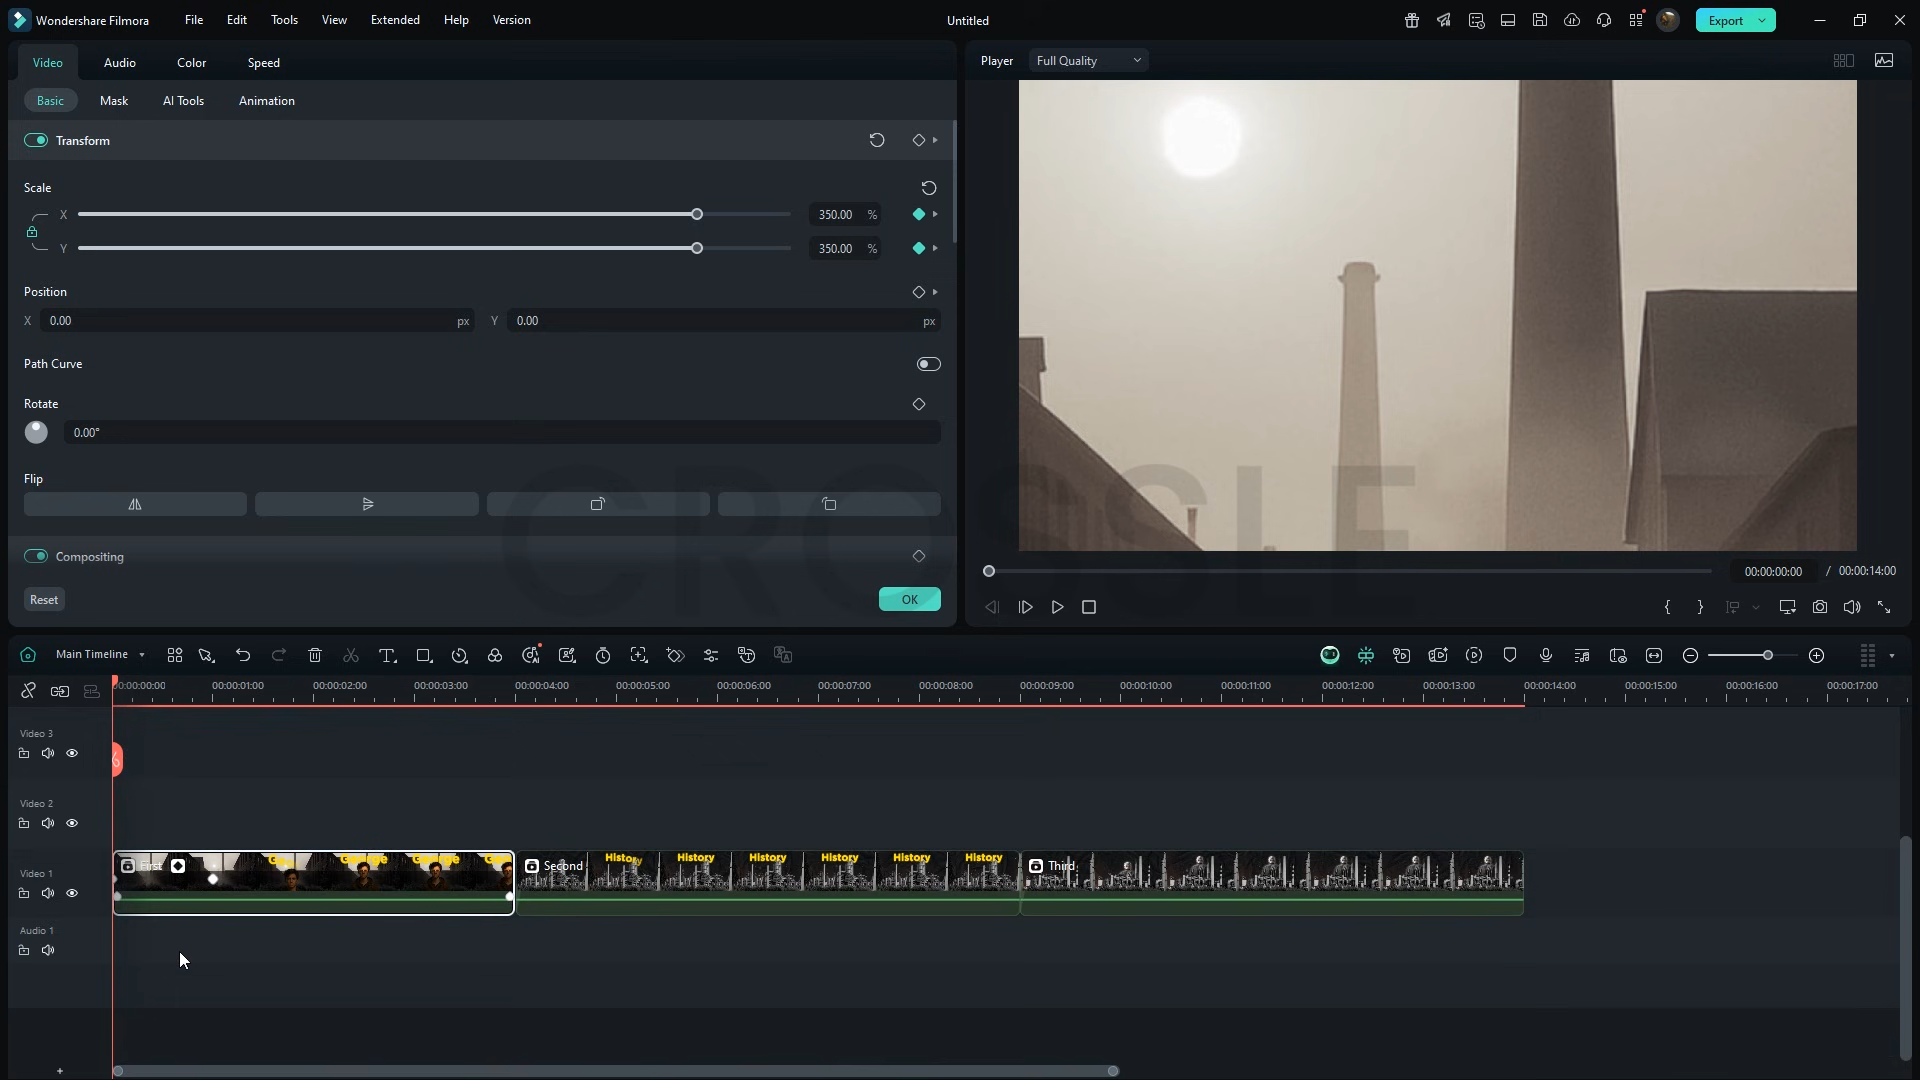 Wondershare Filmora File Edit Tools View Extended Help Version Untitled Export
Video Audio Color Speed
Player Full Quality
Basic Mask AI Tools Animation
Transform
Scale
X 350.00 %
Y 350.00 %
Position
X 0.00 px Y 0.00 px
Path Curve
Rotate
0.00°
Flip
CROSSLE
Compositing
Reset OK
00:00:00:00 / 00:00:14:00
Main Timeline
00:00:00:00 00:00:01:00 00:00:02:00 00:00:03:00 00:00:04:00 00:00:05:00 00:00:06:00 00:00:07:00 00:00:08:00 00:00:09:00 00:00:10:00 00:00:11:00 00:00:12:00 00:00:13:00 00:00:14:00 00:00:15:00 00:00:16:00 00:00:17:00
Video 3
Video 2
Video 1
First George George Second History History History History History History Third
Audio 1